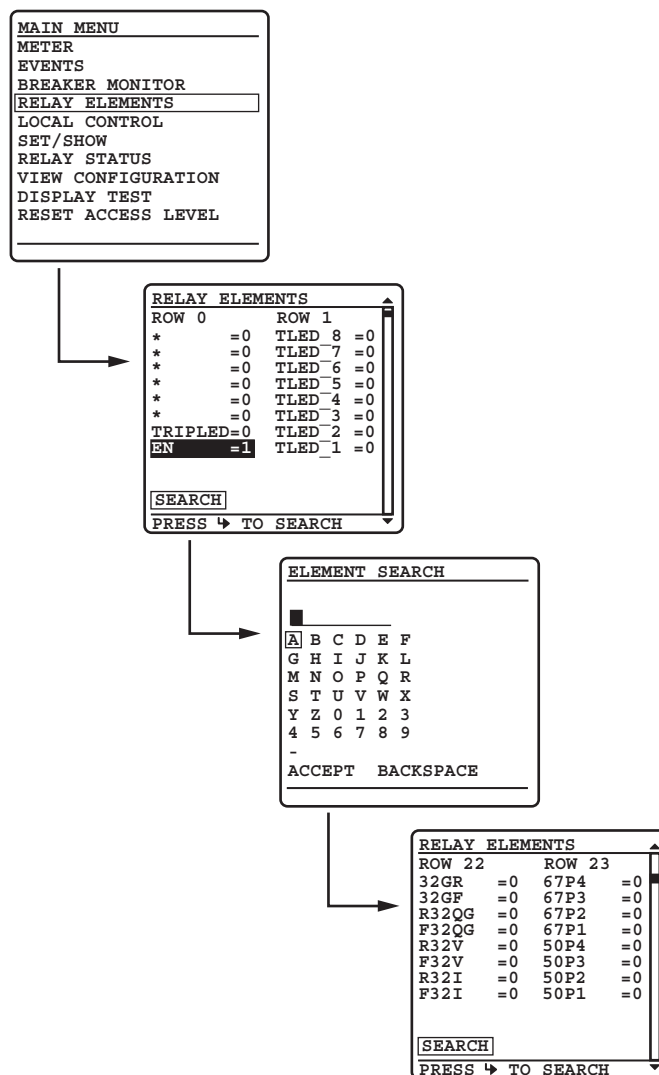 MAIN MENU
METER
EVENTS
BREAKER MONITOR
RELAY ELEMENTS
LOCAL CONTROL
SET/SHOW
RELAY STATUS
VIEW CONFIGURATION
DISPLAY TEST
RESET ACCESS LEVEL
RELAY ELEMENTS
ROW 0 ROW 1
* =0 TLED_8 =0
* =0 TLED_7 =0
* =0 TLED_6 =0
* =0 TLED_5 =0
* =0 TLED_4 =0
* =0 TLED_3 =0
TRIPLED=0 TLED_2 =0
EN =1 TLED_1 =0
SEARCH
PRESS ↵ TO SEARCH
ELEMENT SEARCH
A B C D E F
G H I J K L
M N O P Q R
S T U V W X
Y Z 0 1 2 3
4 5 6 7 8 9
-
ACCEPT BACKSPACE
RELAY ELEMENTS
ROW 22 ROW 23
32GR =0 67P4 =0
32GF =0 67P3 =0
R32QG =0 67P2 =0
F32QG =0 67P1 =0
R32V =0 50P4 =0
F32V =0 50P3 =0
R32I =0 50P2 =0
F32I =0 50P1 =0
SEARCH
PRESS ↵ TO SEARCH